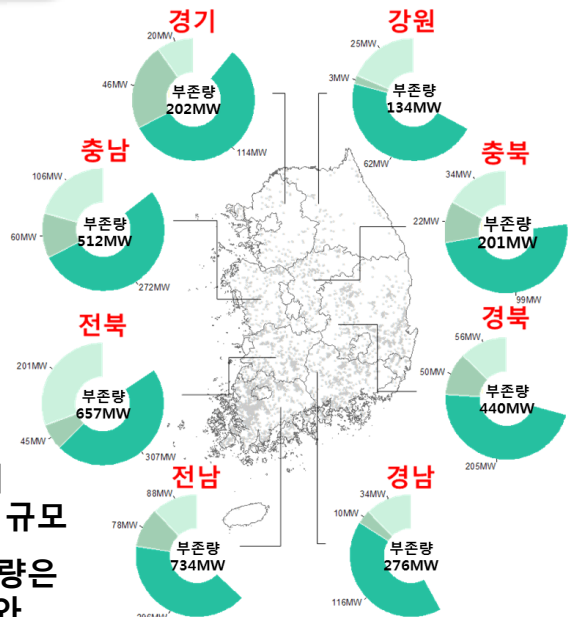 경기
20MW
46MW
부존량
202MW
114MW
강원
25MW
3MW
부존량
134MW
62MW
충남
106MW
60MW
부존량
512MW
272MW
충북
34MW
22MW
부존량
201MW
99MW
전북
201MW
45MW
부존량
657MW
307MW
경북
56MW
50MW
부존량
440MW
205MW
전남
88MW
78MW
부존량
734MW
경남
34MW
10MW
부존량
276MW
116MW
규모
량은
와